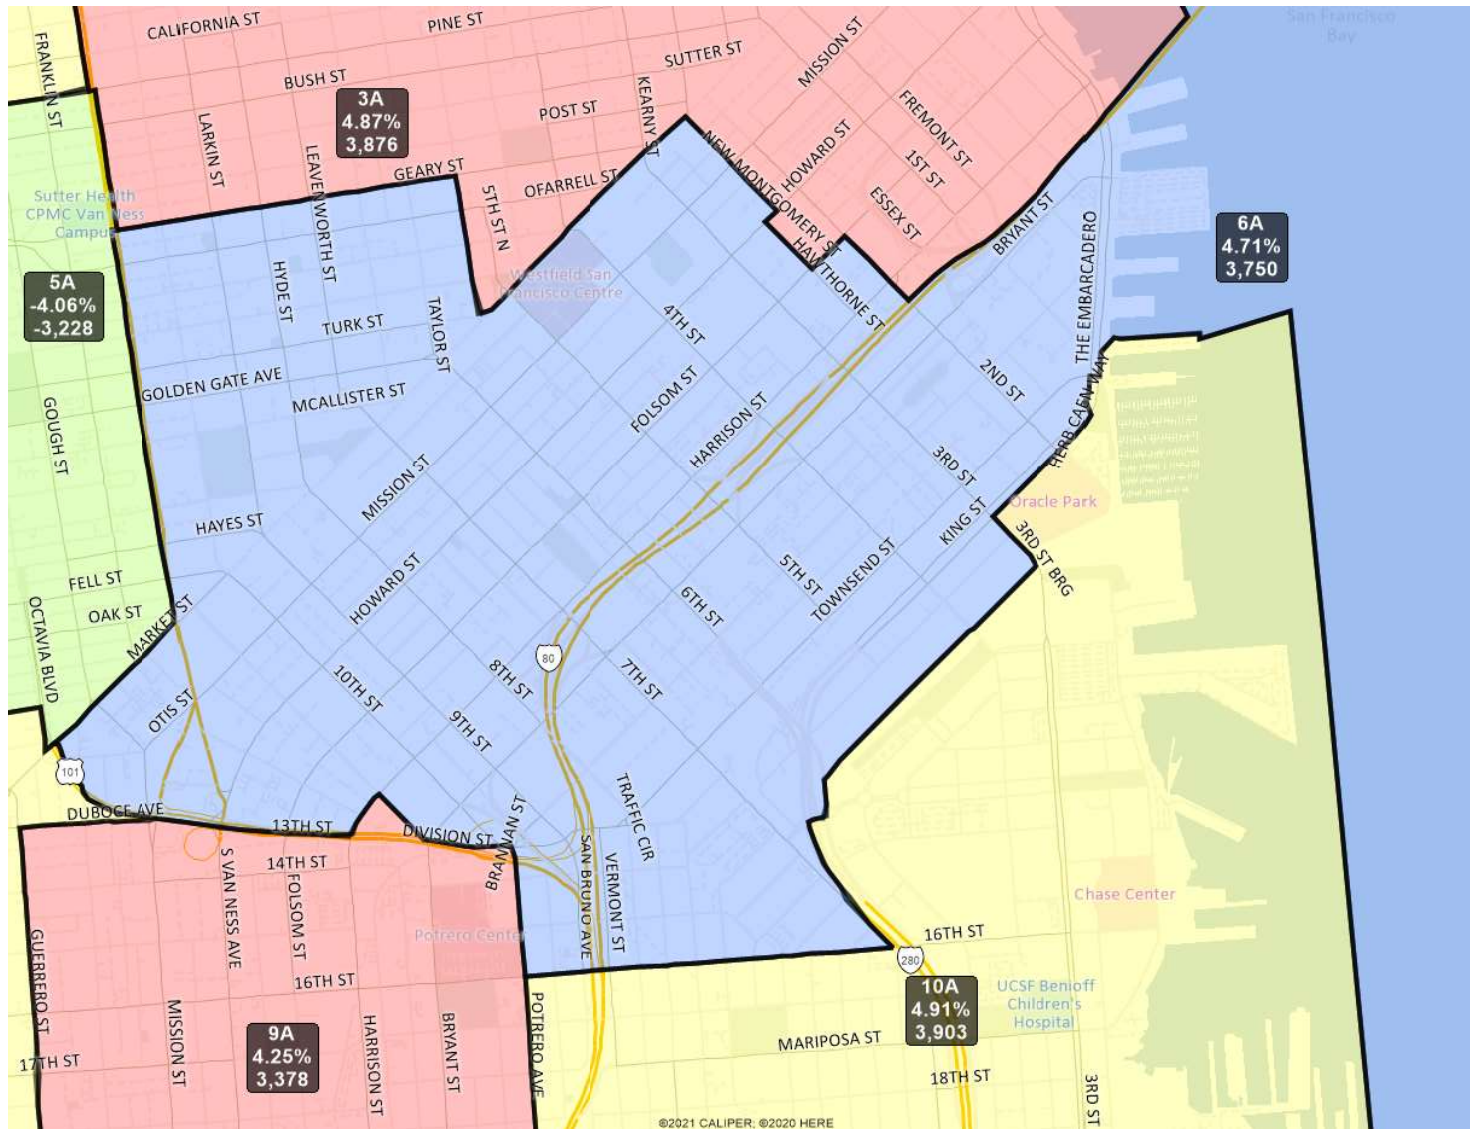 San Francisco
Bay
CALIFORNIA ST
PINE ST
FRANKLIN ST
SUTTER ST
MISSION ST
BUSH ST
KEARNY ST
3A
4.87%
3,876
POST ST
FREMONT ST
LARKIN ST
LEAVENWORTH ST
GEARY ST
NEW MONTGOMERY ST
HOWARD ST
1ST ST
OFARRELL ST
5TH ST N
ESSEX ST
Sutter Health
CPMC Van Ness
Campus
BRYANT ST
THE EMBARCADERO
6A
4.71%
3,750
HAWTHORNE ST
HYDE ST
Westfield San
Francisco Centre
5A
-4.06%
-3,228
TAYLOR ST
TURK ST
4TH ST
GOLDEN GATE AVE
MCALLISTER ST
FOLSOM ST
2ND ST
HERB CAEN WAY
GOUGH ST
HARRISON ST
MISSION ST
3RD ST
Oracle Park
KING ST
HAYES ST
3RD ST BRG
FELL ST
HOWARD ST
5TH ST
TOWNSEND ST
OAK ST
OCTAVIA BLVD
MARKET ST
6TH ST
80
10TH ST
8TH ST
7TH ST
OTIS ST
9TH ST
101
DUBOCE AVE
13TH ST
DIVISION ST
BRANNAN ST
TRAFFIC CIR
14TH ST
S VAN NESS AVE
FOLSOM ST
SAN BRUNO AVE
VERMONT ST
Chase Center
Potrero Center
GUERRERO ST
16TH ST
280
16TH ST
10A
4.91%
3,903
UCSF Benioff
Children's
Hospital
MISSION ST
9A
4.25%
3,378
HARRISON ST
BRYANT ST
POTRERO AVE
MARIPOSA ST
17TH ST
18TH ST
3RD ST
©2021 CALIPER; ©2020 HERE